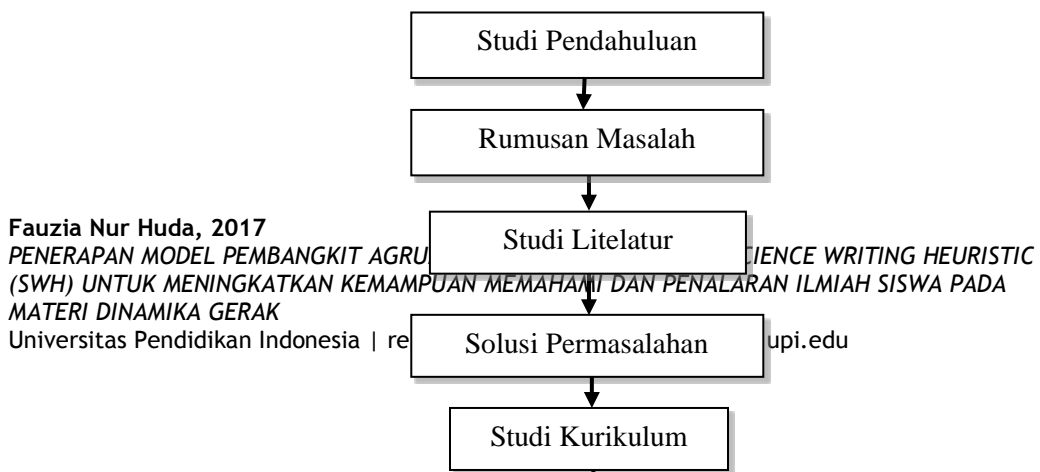 Studi Pendahuluan
Rumusan Masalah
Studi Litelatur
Solusi Permasalahan
Studi Kurikulum
Fauzia Nur Huda, 2017
PENERAPAN MODEL PEMBANGKIT AGRU CIENCE WRITING HEURISTIC
(SWH) UNTUK MENINGKATKAN KEMAMPUAN MEMAHAMI DAN PENALARAN ILMIAH SISWA PADA
MATERI DINAMIKA GERAK
Universitas Pendidikan Indonesia | re upi.edu